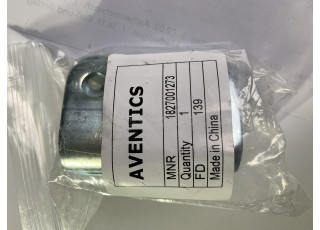 AVENTICS
MNR 1827001273
Quantity 1
FD 139
Made in China